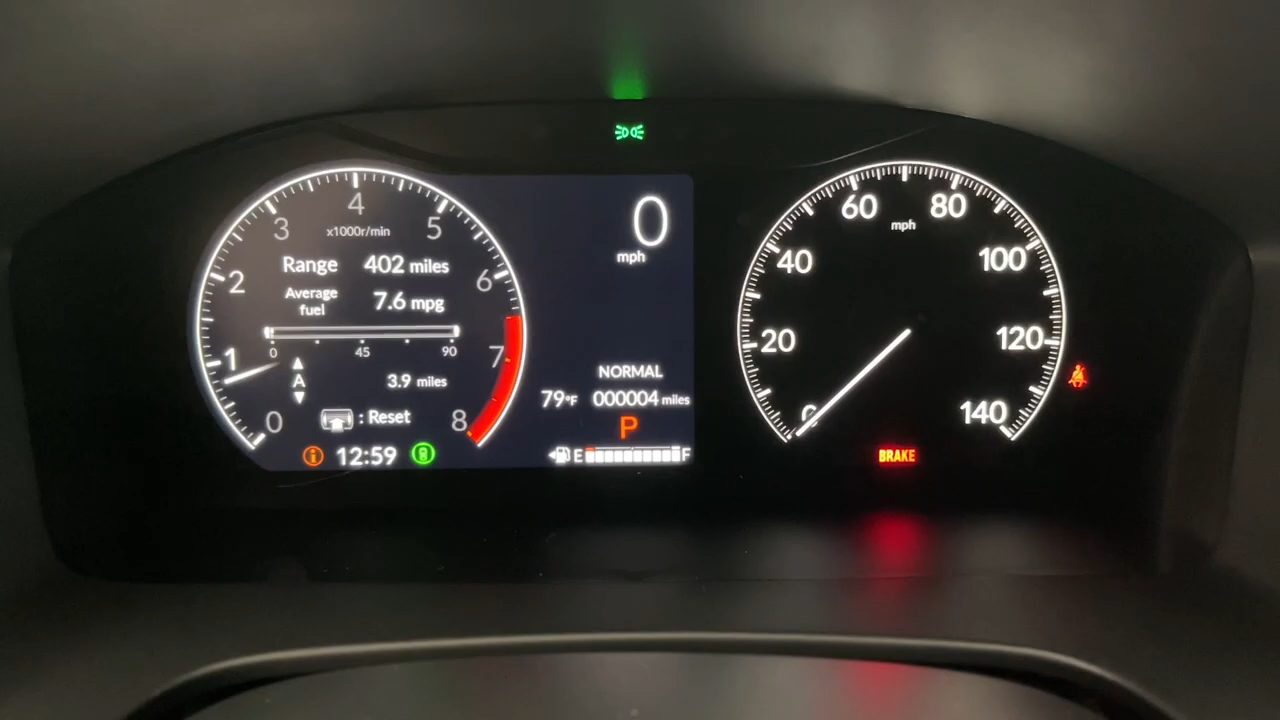 4
3
5
x1000r/min
2
6
Range 402 miles
Average fuel 7.6 mpg
0 45 90
1
7
A
3.9 miles
0
: Reset
8
i 12:59
0
mph
NORMAL
79°F 000004 miles
P
E F
60 80
mph
40 100
20 120
0 140
BRAKE